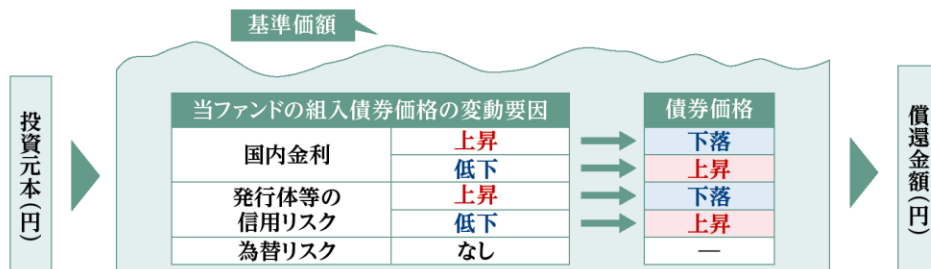 基準価額
投資元本(円)
当ファンドの組入債券価格の変動要因
債券価格
国内金利
上昇
下落
低下
上昇
発行体等の
信用リスク
上昇
下落
低下
上昇
為替リスク
なし
―
償還金額(円)